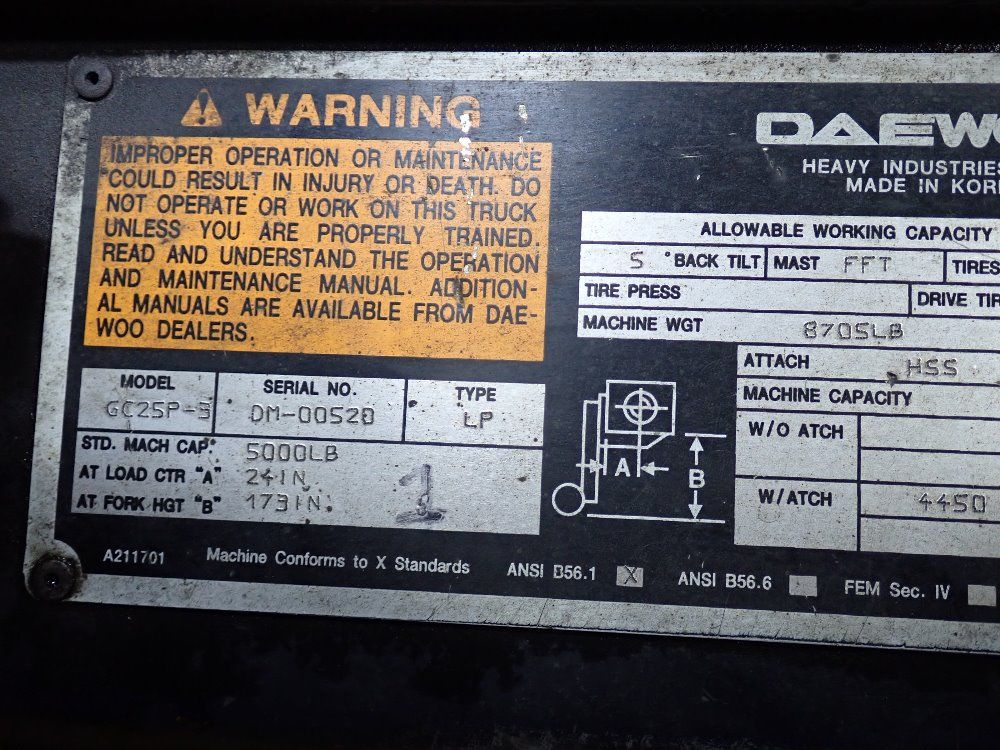 WARNING
IMPROPER OPERATION OR MAINTENANCE
COULD RESULT IN INJURY OR DEATH. DO
NOT OPERATE OR WORK ON THIS TRUCK
UNLESS YOU ARE PROPERLY TRAINED.
READ AND UNDERSTAND THE OPERATION
AND MAINTENANCE MANUAL. ADDITION-
AL MANUALS ARE AVAILABLE FROM DAE-
WOO DEALERS.
MODEL
GC25P-3
SERIAL NO.
DM-00520
TYPE
LP
STD. MACH CAP. 5000LB
AT LOAD CTR "A" 24IN
AT FORK HGT "B" 173IN.
1
DAEWO
HEAVY INDUSTRIES
MADE IN KOR
ALLOWABLE WORKING CAPACITY
5 °BACK TILT MAST FFT TIRES
TIRE PRESS DRIVE TIR
MACHINE WGT 8705LB
ATTACH HSS
MACHINE CAPACITY
W/O ATCH
W/ATCH 4450
A
B
A211701 Machine Conforms to X Standards ANSI B56.1 X ANSI B56.6 FEM Sec. IV